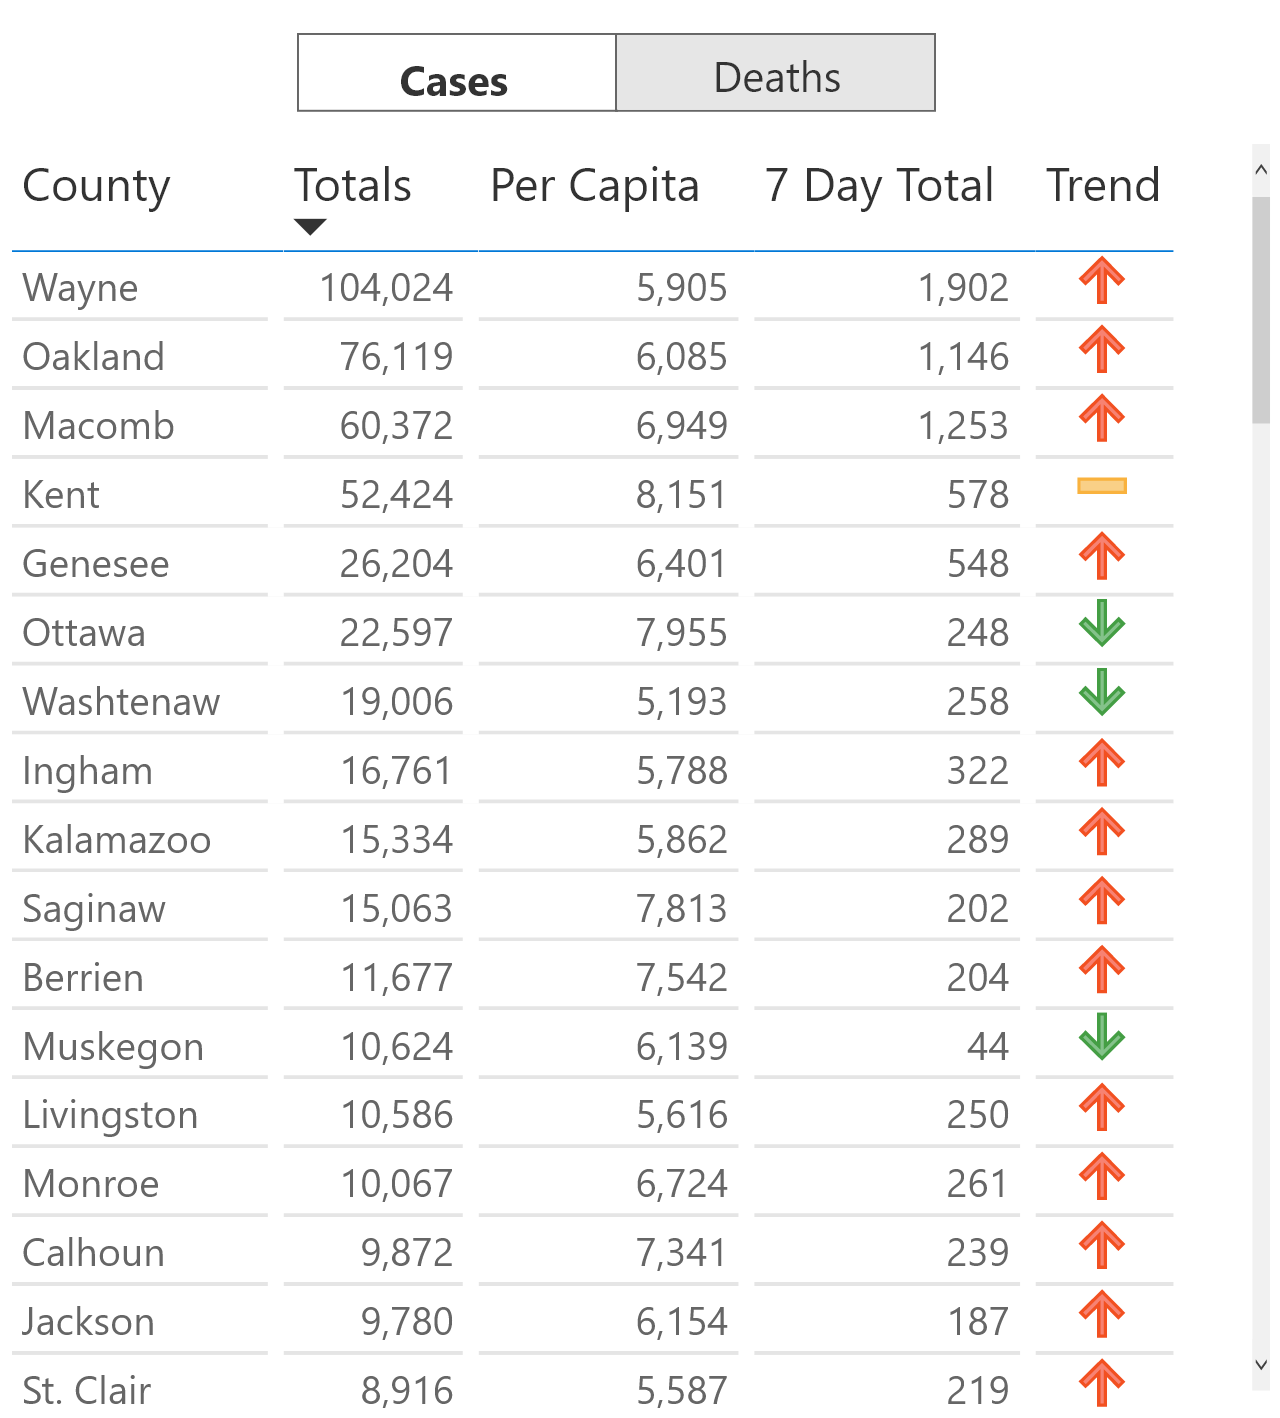 Cases Deaths
County Totals Per Capita 7 Day Total Trend
Wayne 104,024 5,905 1,902
Oakland 76,119 6,085 1,146
Macomb 60,372 6,949 1,253
Kent 52,424 8,151 578
Genesee 26,204 6,401 548
Ottawa 22,597 7,955 248
Washtenaw 19,006 5,193 258
Ingham 16,761 5,788 322
Kalamazoo 15,334 5,862 289
Saginaw 15,063 7,813 202
Berrien 11,677 7,542 204
Muskegon 10,624 6,139 44
Livingston 10,586 5,616 250
Monroe 10,067 6,724 261
Calhoun 9,872 7,341 239
Jackson 9,780 6,154 187
St. Clair 8,916 5,587 219